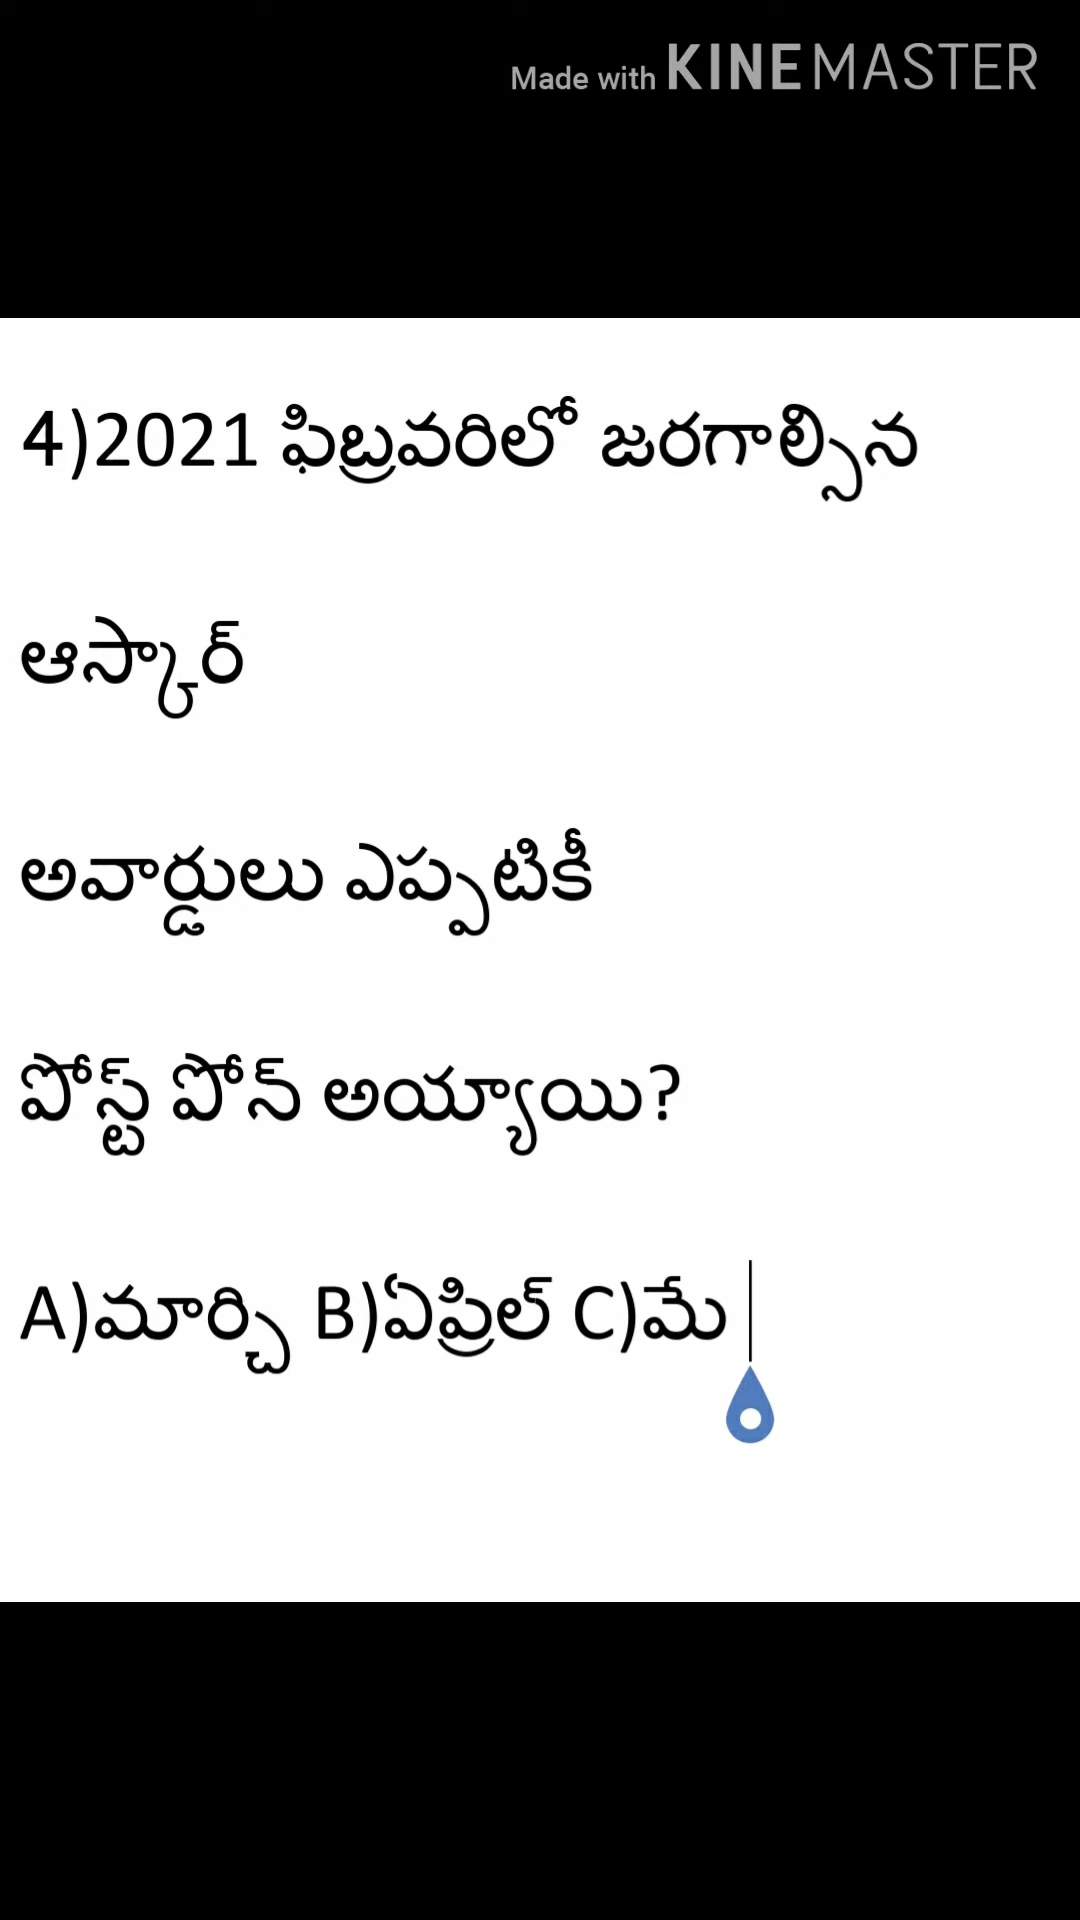 Made with KINEMASTER
4)2021 ఫిబ్రవరిలో జరగాల్సిన
ఆస్కార్
అవార్డులు ఎప్పటికీ
పోస్ట్ పోన్ అయ్యాయి?
A)మార్చి B)ఏప్రిల్ C)మే